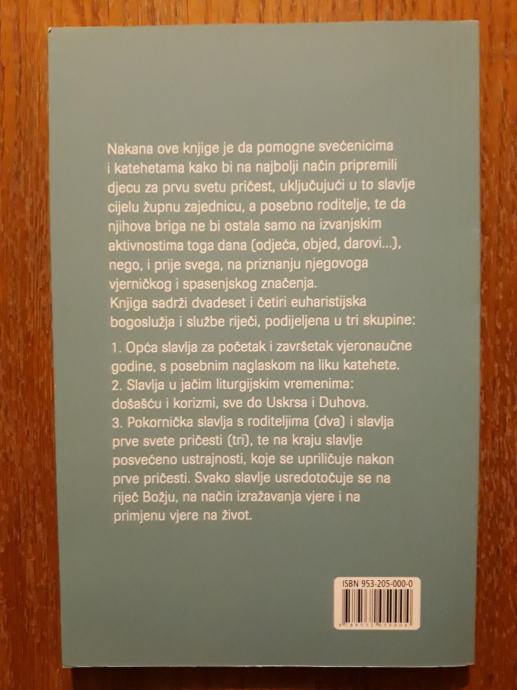 Nakana ove knjige je da pomogne svećenicima
i katehetama kako bi na najbolji način pripremili
djecu za prvu svetu pričest, uključujući u to slavlje
cijelu župnu zajednicu, a posebno roditelje, te da
njihova briga ne bi ostala samo na izvanjskim
aktivnostima toga dana (odjeća, objed, darovi...),
nego, i prije svega, na priznanju njegovoga
vjerničkog i spasenjskog značenja.
Knjiga sadrži dvadeset i četiri euharistijska
bogoslužja i službe riječi, podijeljena u tri skupine:
1. Opća slavlja za početak i završetak vjeronaučne
godine, s posebnim naglaskom na liku katehete.
2. Slavlja u jačim liturgijskim vremenima:
došašću i korizmi, sve do Uskrsa i Duhova.
3. Pokornička slavlja s roditeljima (dva) i slavlja
prve svete pričesti (tri), te na kraju slavlje
posvećeno ustrajnosti, koje se upriličuje nakon
prve pričesti. Svako slavlje usredotočuje se na
riječ Božju, na način izražavanja vjere i na
primjenu vjere na život.
ISBN 953-205-000-0